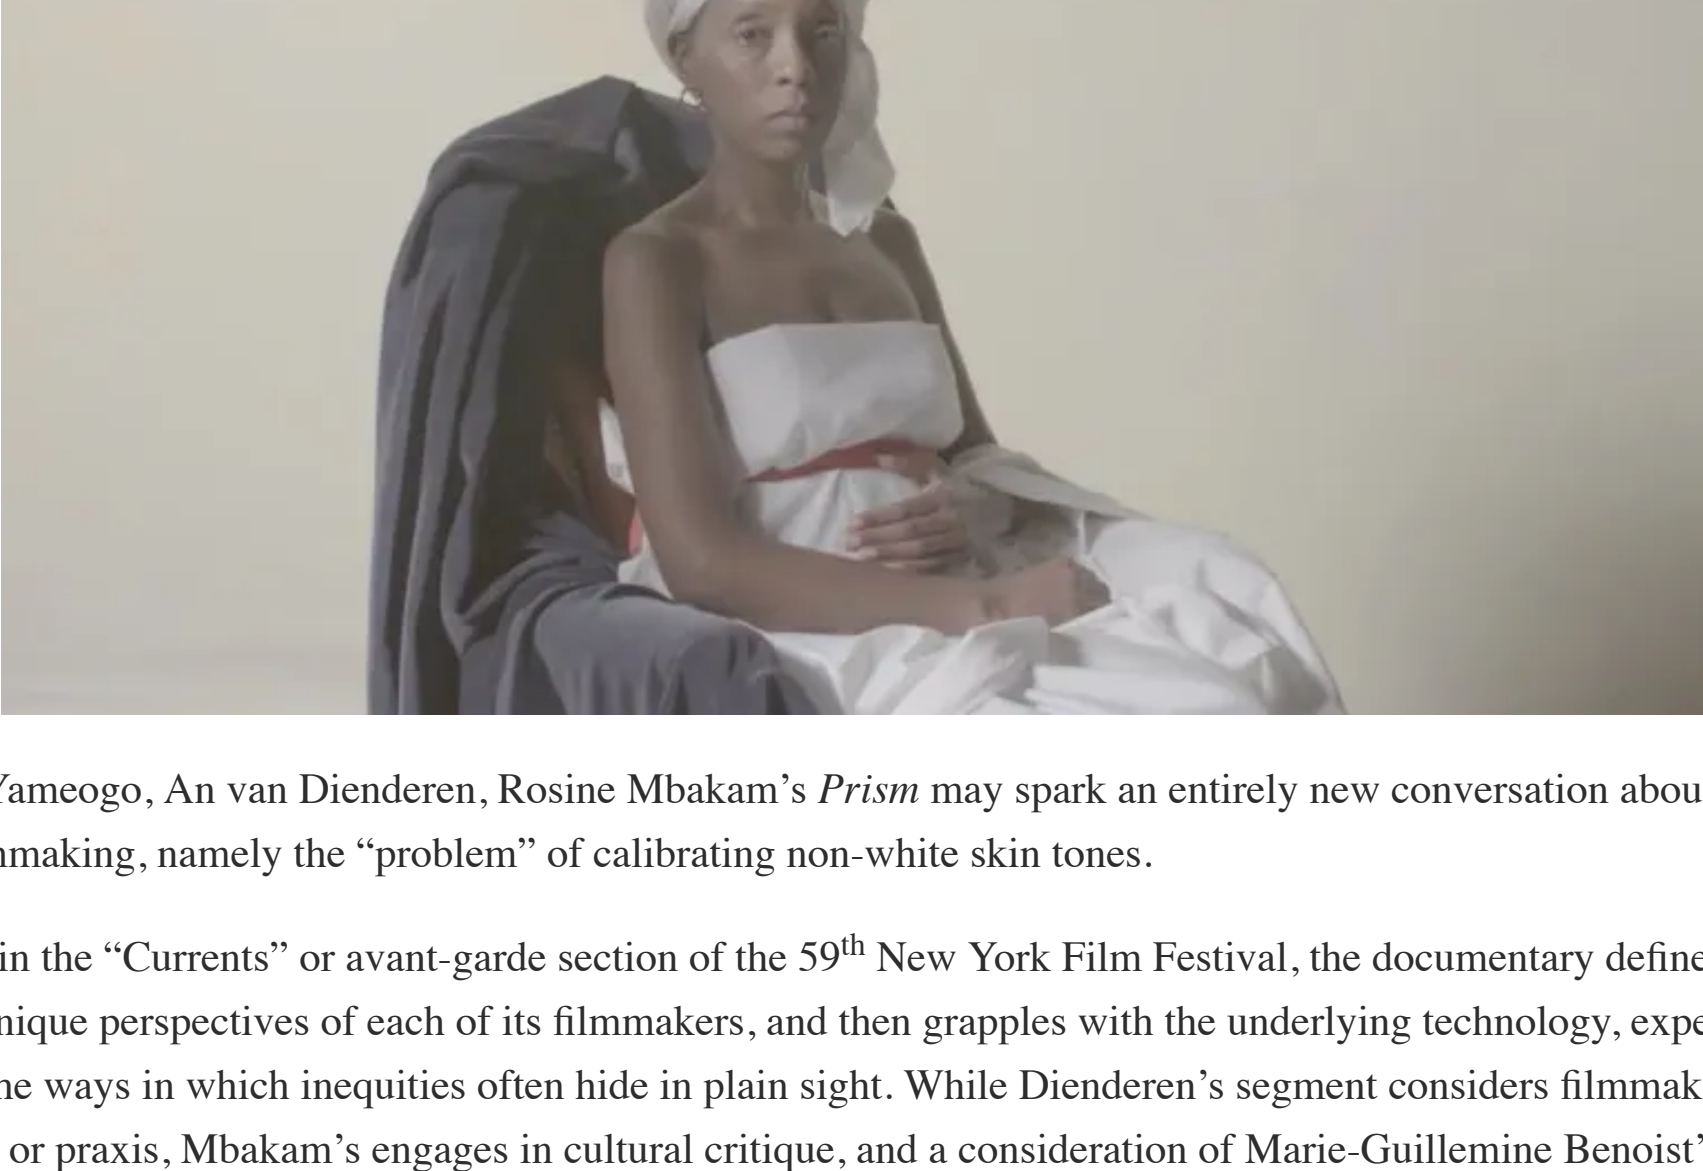 Yameogo, An van Dienderen, Rosine Mbakam’s Prism may spark an entirely new conversation abou
making, namely the “problem” of calibrating non-white skin tones.
in the “Currents” or avant-garde section of the 59th New York Film Festival, the documentary define
nique perspectives of each of its filmmakers, and then grapples with the underlying technology, expe
he ways in which inequities often hide in plain sight. While Dienderen’s segment considers filmmak
or praxis, Mbakam’s engages in cultural critique, and a consideration of Marie-Guillemine Benoist’